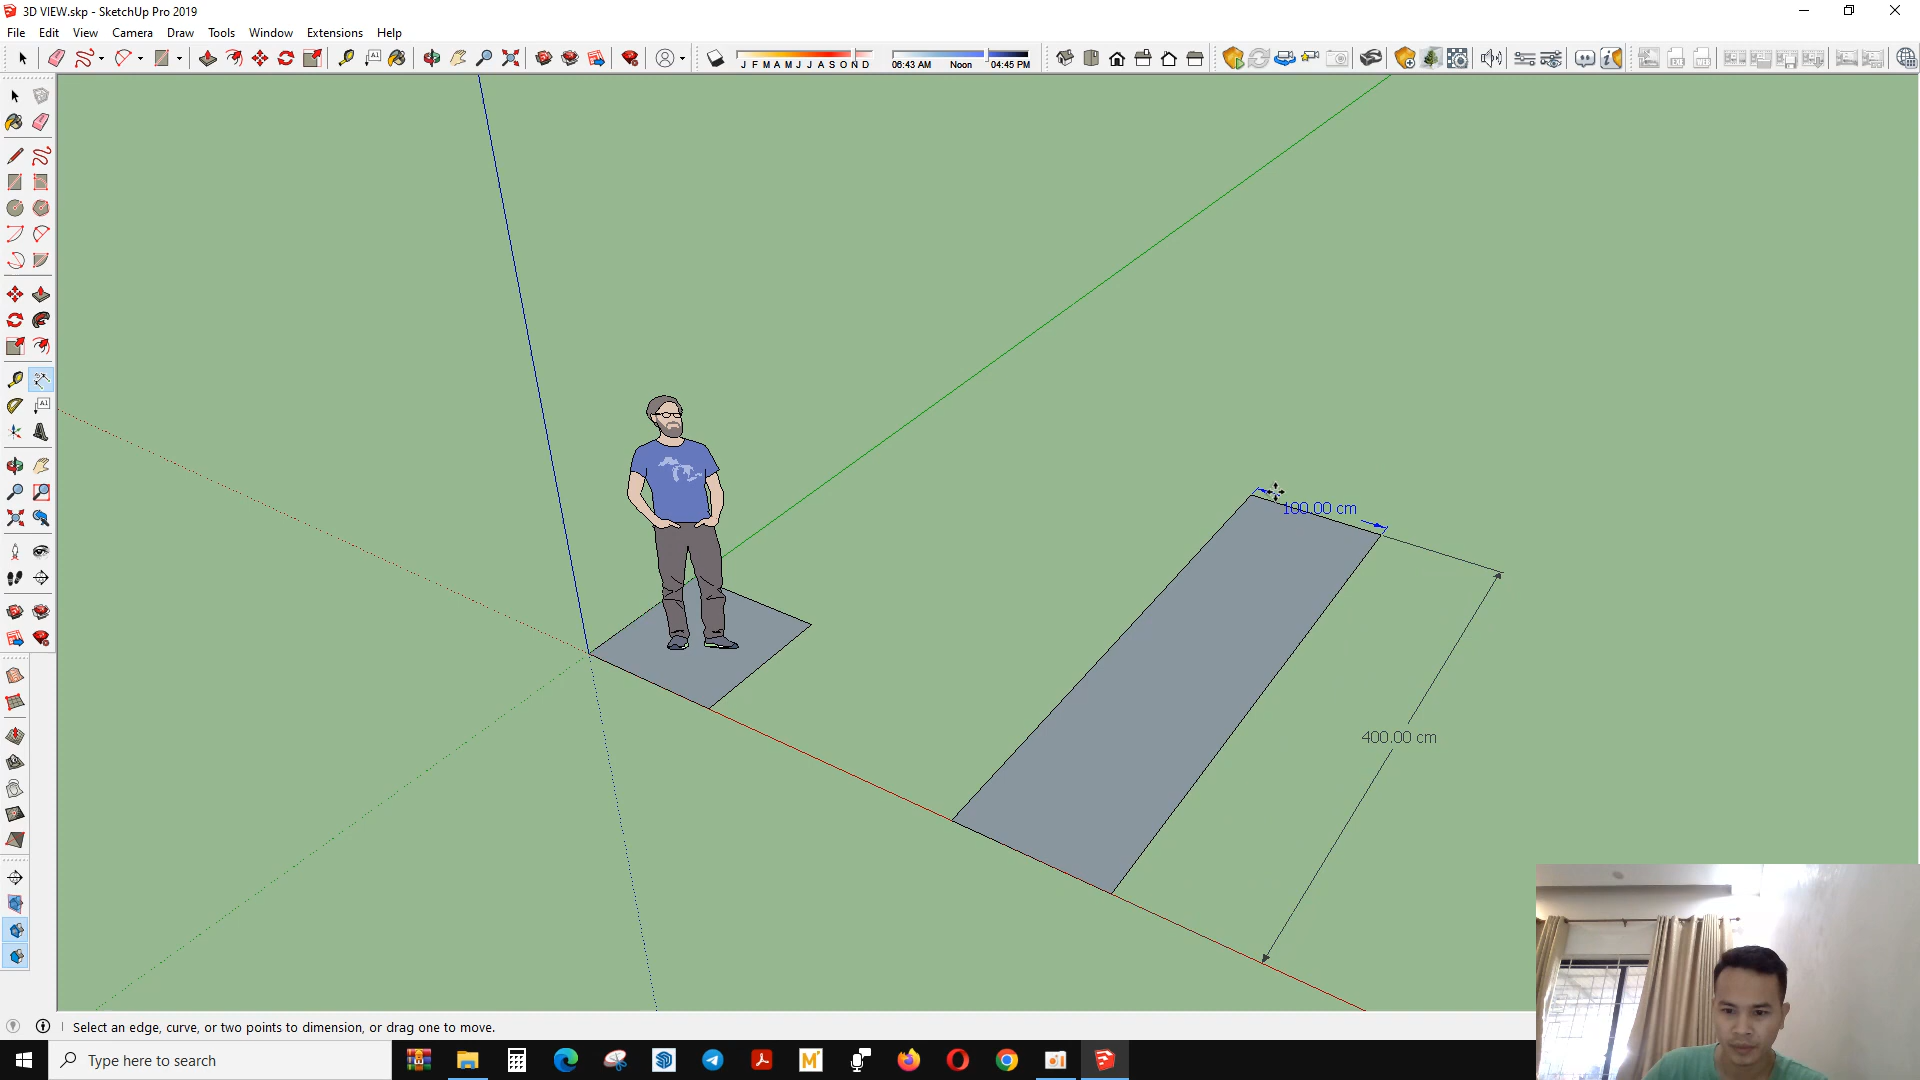 3D VIEW.skp - SketchUp Pro 2019
File Edit View Camera Draw Tools Window Extensions Help
J F M A M J J A S O N D
06:43 AM Noon 04:45 PM
A1
A1
100.00 cm
400.00 cm
Select an edge, curve, or two points to dimension, or drag one to move.
Type here to search